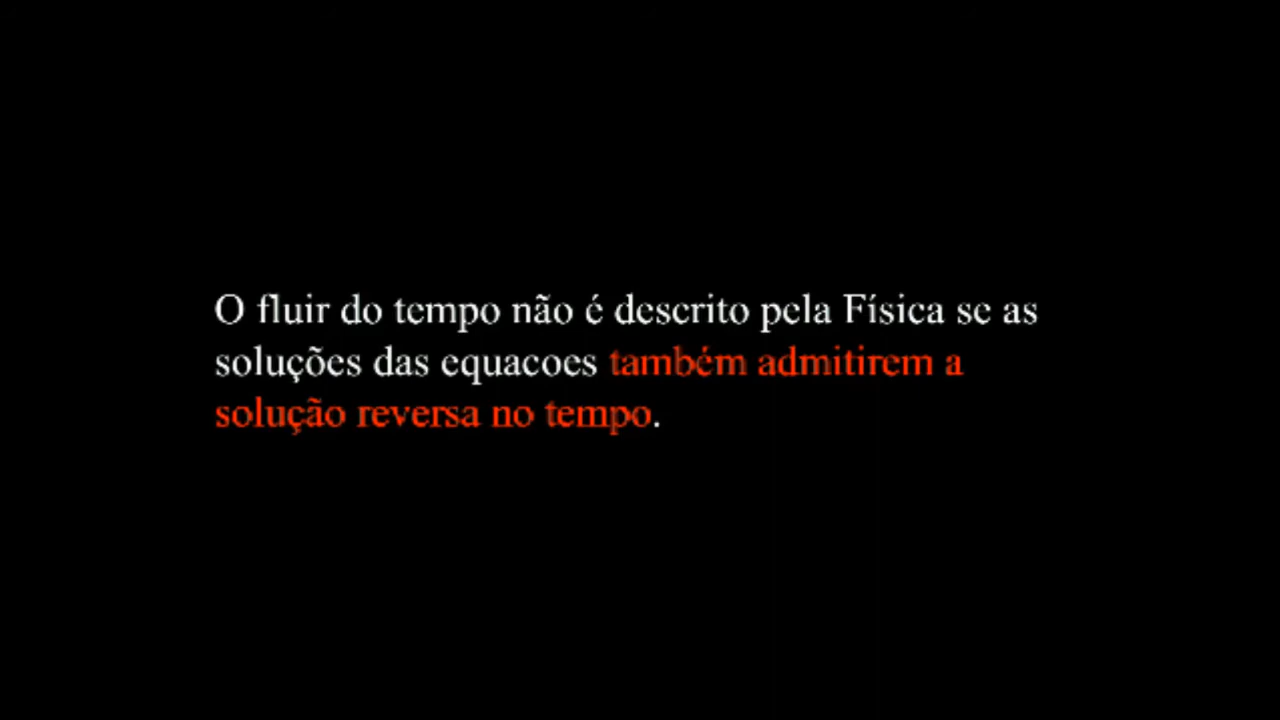 O fluir do tempo não é descrito pela Física se as
soluções das equacoes também admitirem a
solução reversa no tempo.